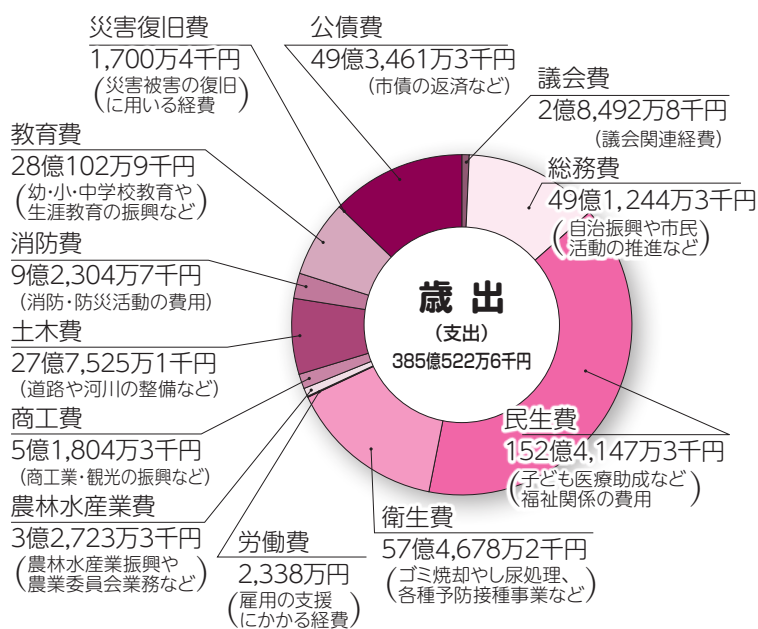 災害復旧費
1,700万4千円
(災害被害の復旧
に用いる経費)
公債費
49億3,461万3千円
(市債の返済など)
議会費
2億8,492万8千円
(議会関連経費)
総務費
49億1,244万3千円
(自治振興や市民
活動の推進など)
教育費
28億102万9千円
(幼・小・中学校教育や
生涯教育の振興など)
消防費
9億2,304万7千円
(消防・防災活動の費用)
土木費
27億7,525万1千円
(道路や河川の整備など)
商工費
5億1,804万3千円
(商工業・観光の振興など)
農林水産業費
3億2,723万3千円
(農林水産業振興や
農業委員会業務など)
労働費
2,338万円
(雇用の支援
にかかる経費)
衛生費
57億4,678万2千円
(ゴミ焼却やし尿処理、
各種予防接種事業など)
民生費
152億4,147万3千円
(子ども医療助成など
福祉関係の費用)
歳出
(支出)
385億522万6千円